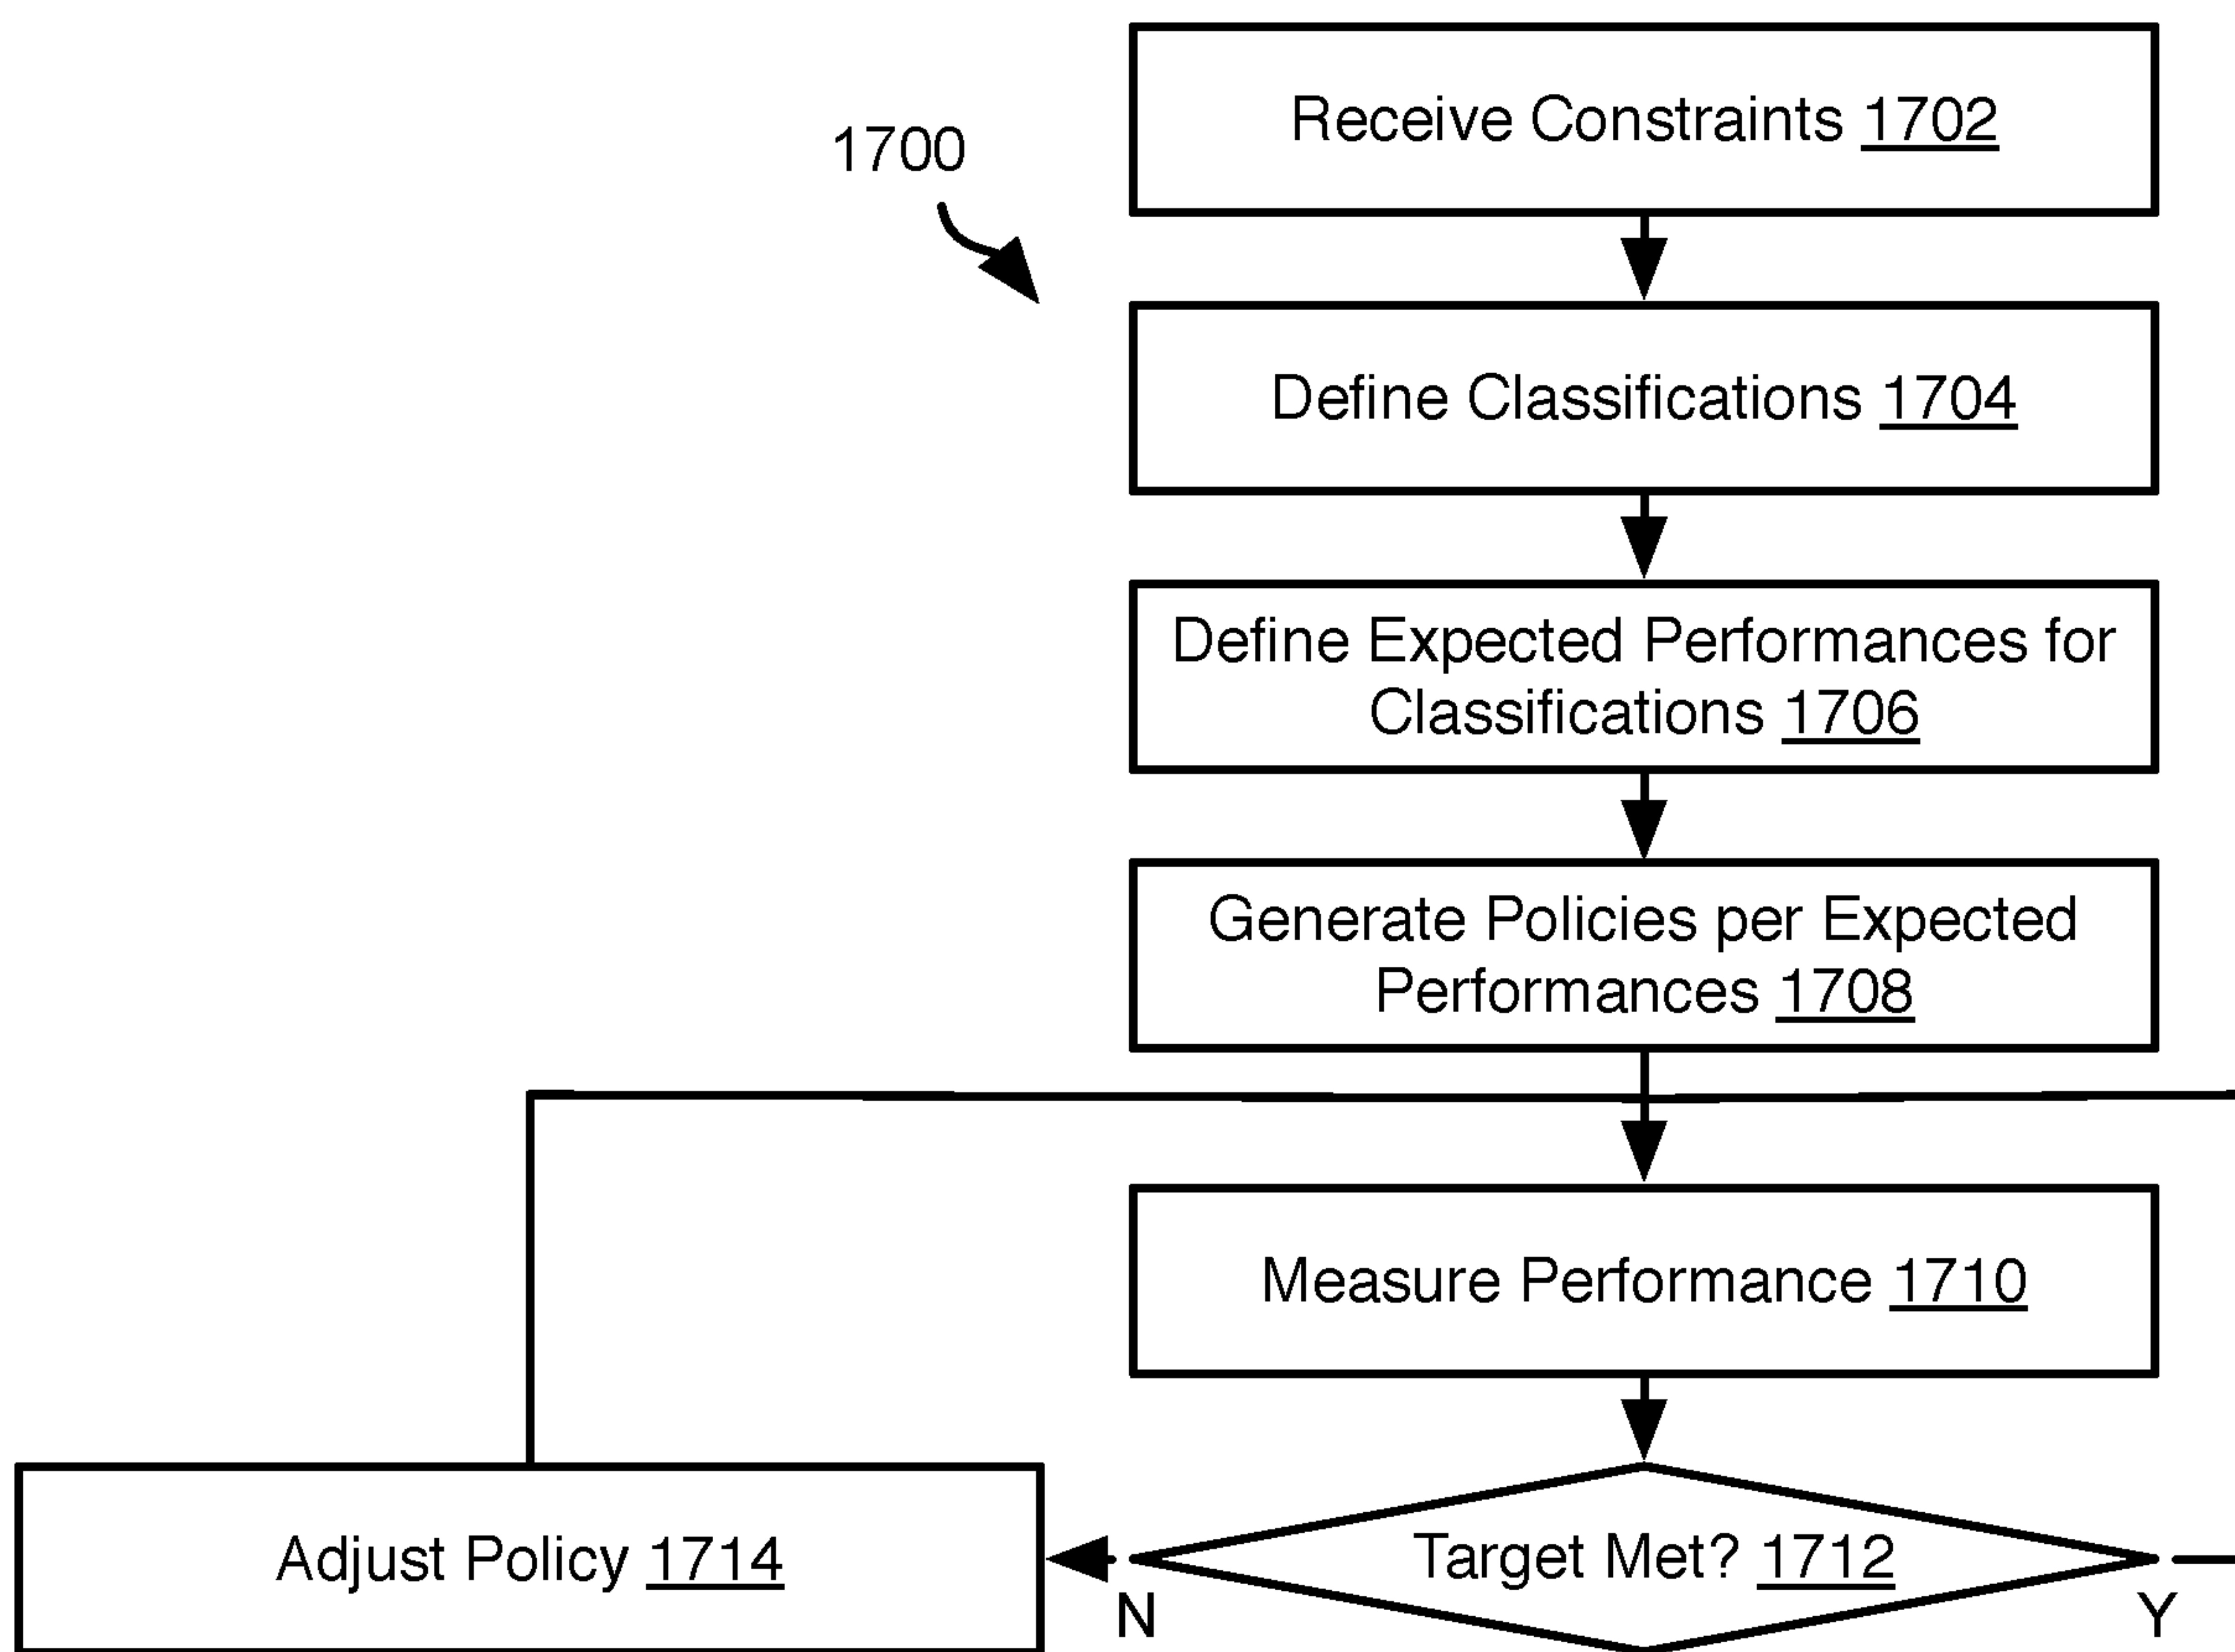 Receive Constraints 1702
1700
Define Classifications 1704
Define Expected Performances for
Classifications 1706
Generate Policies per Expected
Performances 1708
Measure Performance 1710
Adjust Policy 1714
Target Met? 1712
N
Y